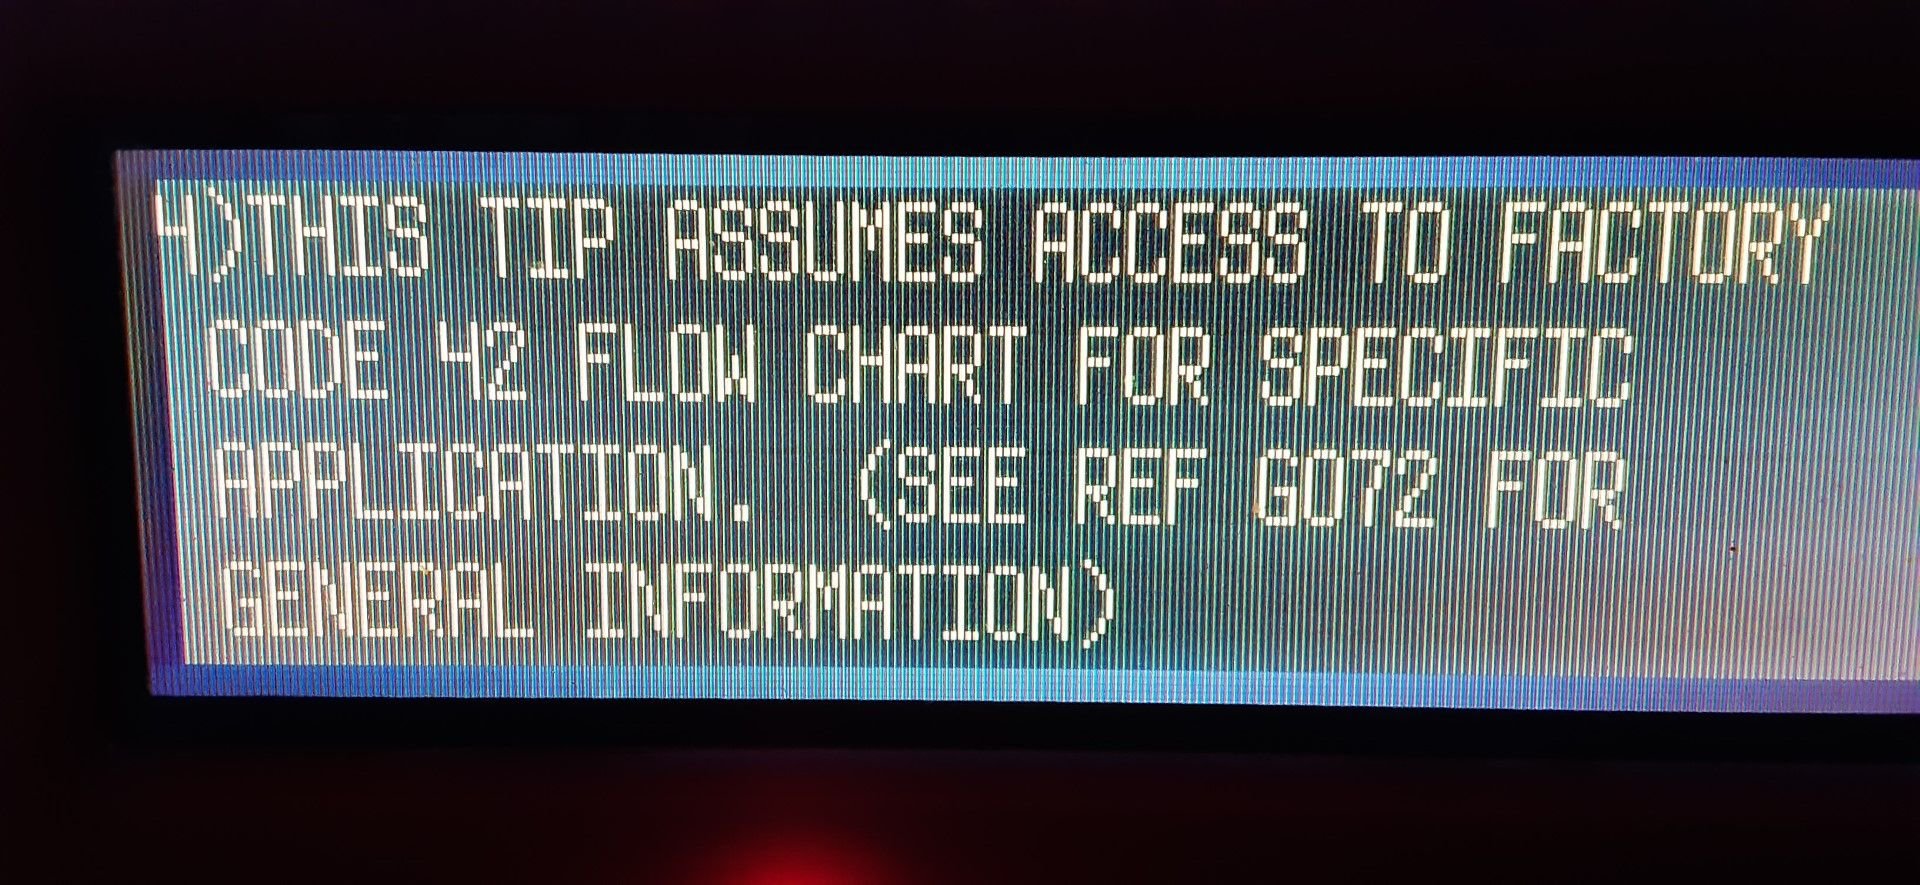 4)THIS TIP ASSUMES ACCESS TO FACTORY
CODE 42 FLOW CHART FOR SPECIFIC
APPLICATION.  (SEE REF G072 FOR
GENERAL INFORMATION)